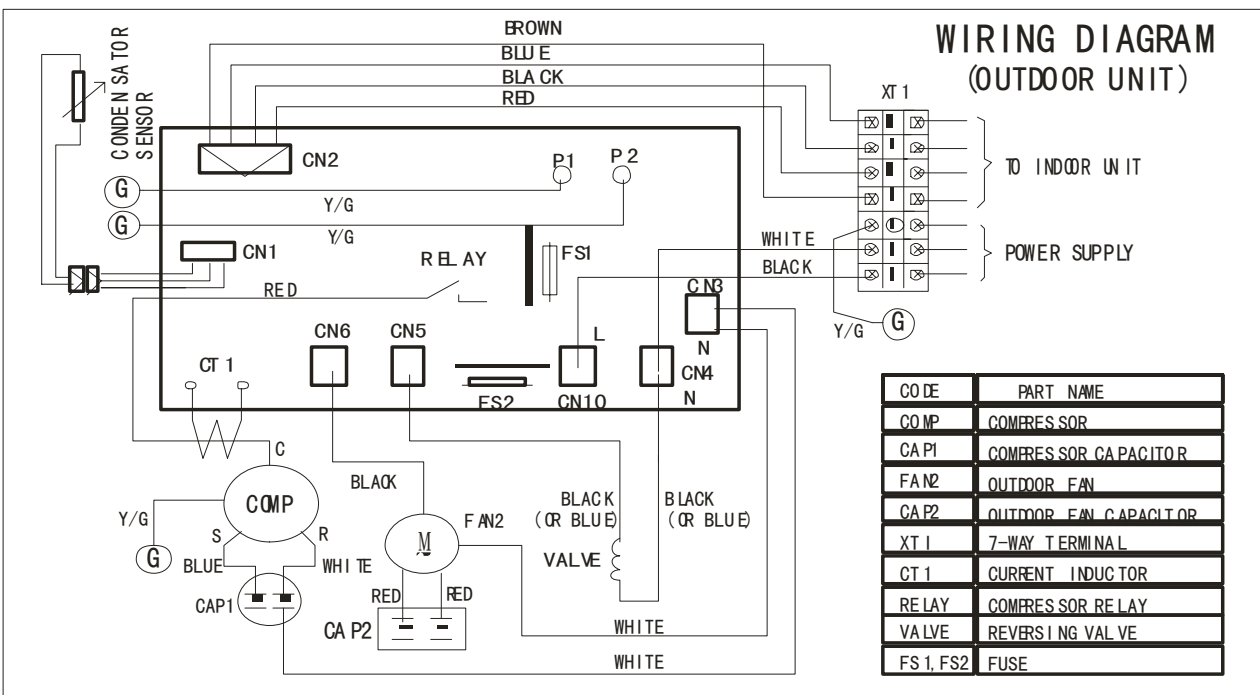 WIRING DIAGRAM
(OUTDOOR UNIT)
BROWN
BLUE
BLACK
RED
XT1
CONDENSATOR
SENSOR
CN2
P1
P2
G
Y/G
G
Y/G
TO INDOOR UNIT
CN1
RELAY
FS1
WHITE
BLACK
POWER SUPPLY
RED
CN3
Y/G
G
CN6
CN5
L
N
CT1
CN4
FS2
CN10
N
C
COMP
BLACK
Y/G
S
R
G
BLUE
WHITE
CAP1
M
FAN2
BLACK
(OR BLUE)
BLACK
(OR BLUE)
VALVE
RED
RED
CAP2
WHITE
WHITE
CODE PART NAME
COMP COMPRESSOR
CAP1 COMPRESSOR CAPACITOR
FAN2 OUTDOOR FAN
CAP2 OUTDOOR FAN CAPACITOR
XTI 7-WAY TERMINAL
CT1 CURRENT INDUCTOR
RELAY COMPRESSOR RELAY
VALVE REVERSING VALVE
FS1,FS2 FUSE